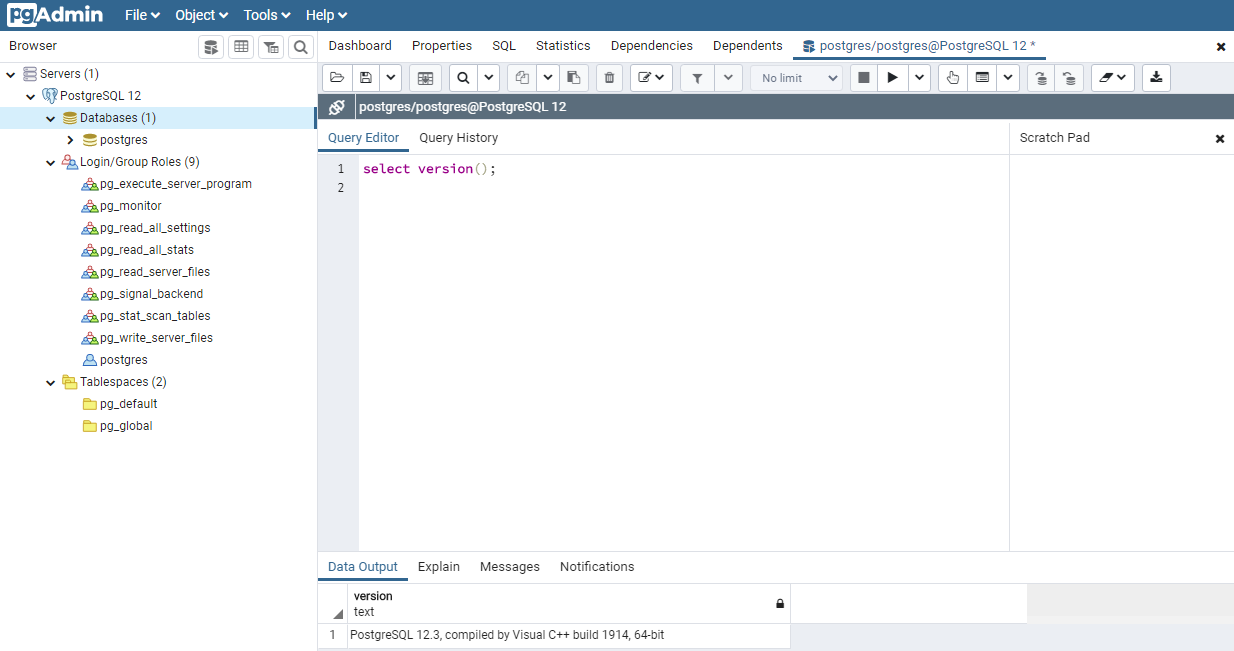 pgAdmin File Object Tools Help
Browser
Dashboard Properties SQL Statistics Dependencies Dependents postgres/postgres@PostgreSQL 12 *
Servers (1)
PostgreSQL 12
Databases (1)
postgres
Login/Group Roles (9)
pg_execute_server_program
pg_monitor
pg_read_all_settings
pg_read_all_stats
pg_read_server_files
pg_signal_backend
pg_stat_scan_tables
pg_write_server_files
postgres
Tablespaces (2)
pg_default
pg_global
No limit
postgres/postgres@PostgreSQL 12
Query Editor Query History
Scratch Pad
1 select version();
2
Data Output Explain Messages Notifications
version
text
1 PostgreSQL 12.3, compiled by Visual C++ build 1914, 64-bit